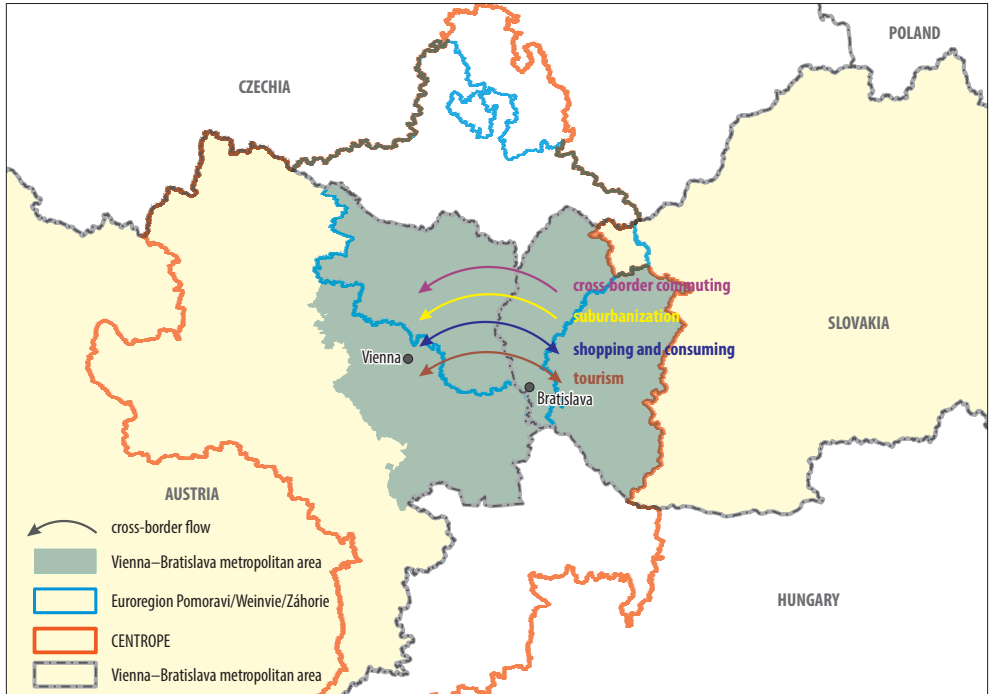 POLAND
CZECHIA
cross-border commuting
suburbanization
SLOVAKIA
shopping and consuming
Vienna
tourism
Bratislava
AUSTRIA
cross-border flow
Vienna–Bratislava metropolitan area
Euroregion Pomoravi/Weinvie/Záhorie
HUNGARY
CENTROPE
Vienna–Bratislava metropolitan area